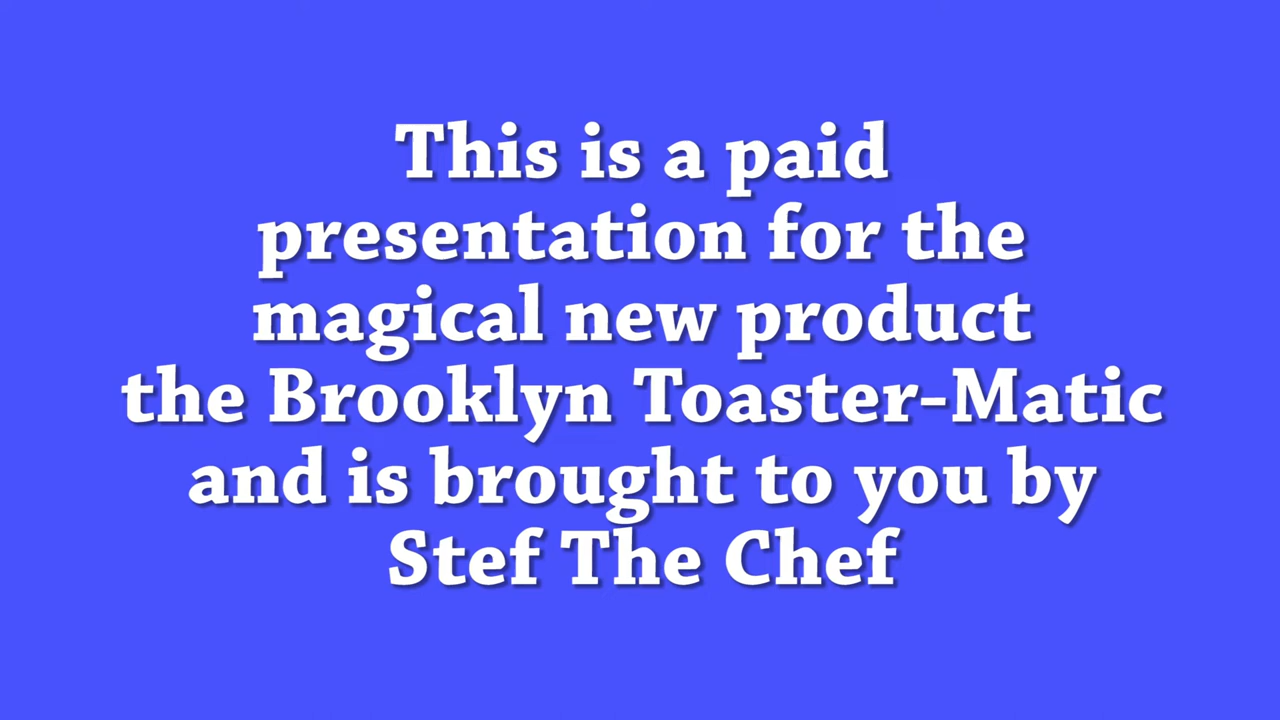 This is a paid
presentation for the
magical new product
the Brooklyn Toaster-Matic
and is brought to you by
Stef The Chef